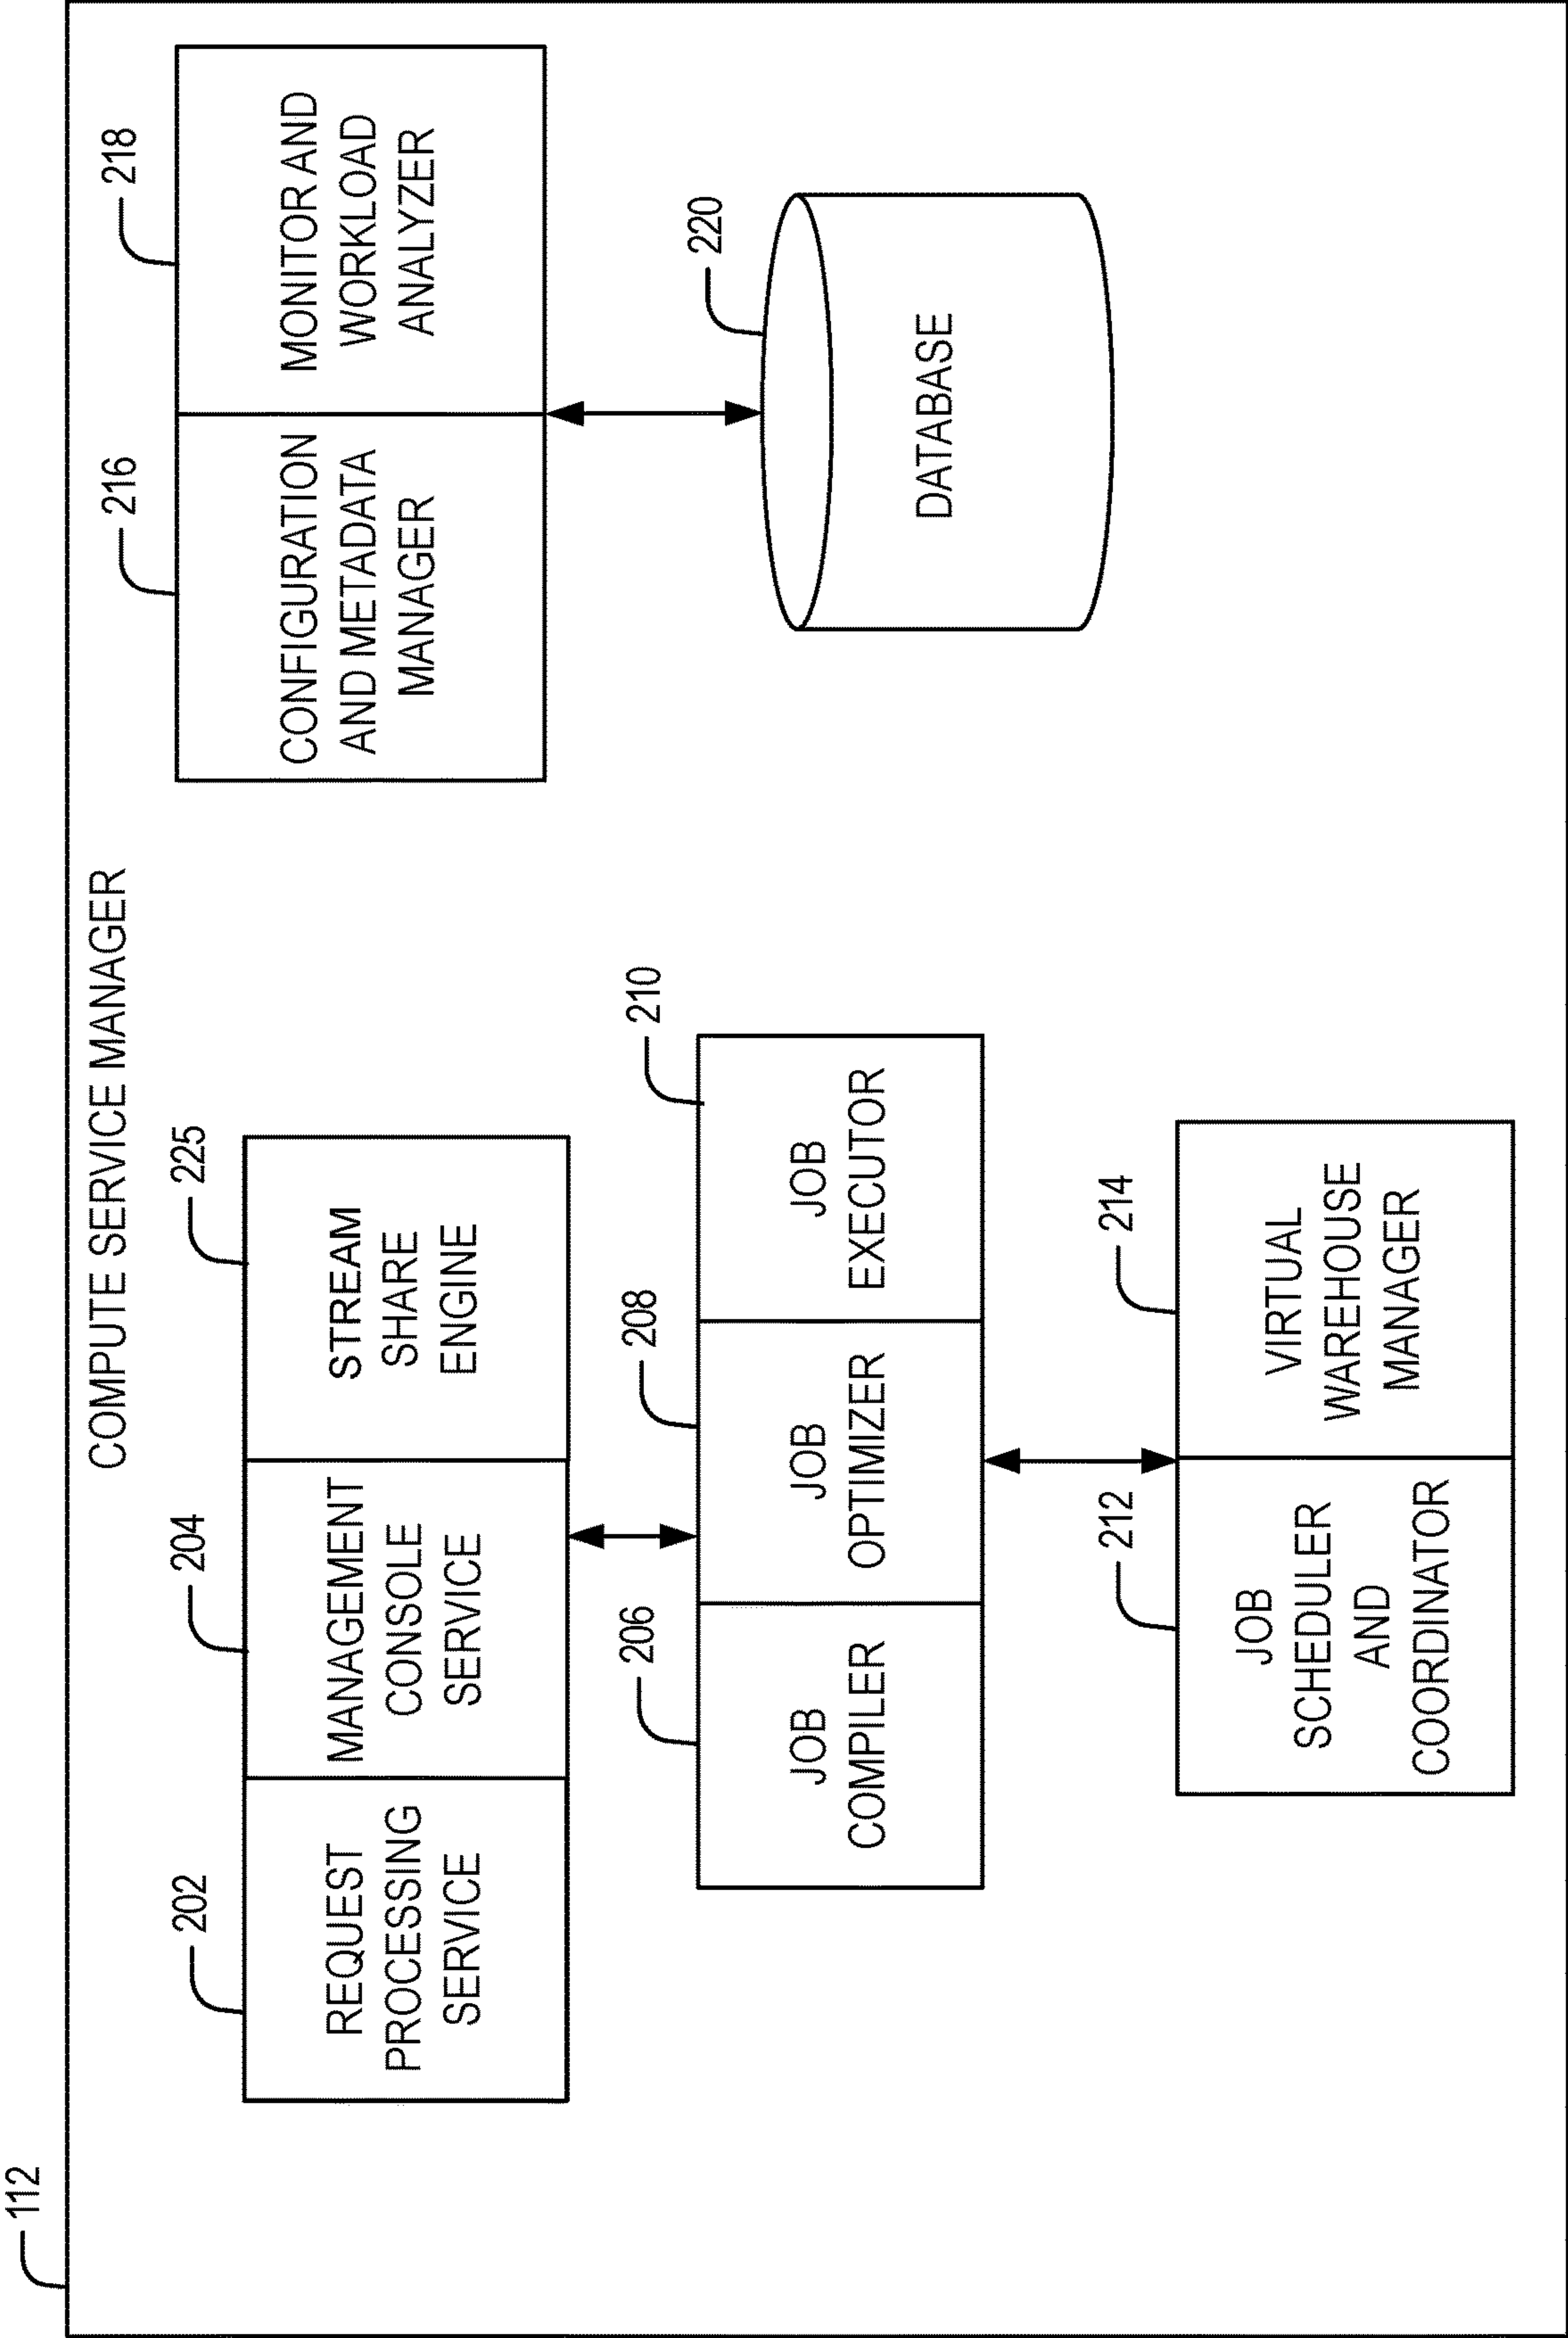 112
COMPUTE SERVICE MANAGER
202
REQUEST
PROCESSING
SERVICE
204
MANAGEMENT
CONSOLE
SERVICE
225
STREAM
SHARE
ENGINE
206
JOB
COMPILER
208
JOB
OPTIMIZER
210
JOB
EXECUTOR
212
JOB
SCHEDULER
AND
COORDINATOR
214
VIRTUAL
WAREHOUSE
MANAGER
216
CONFIGURATION
AND METADATA
MANAGER
218
MONITOR AND
WORKLOAD
ANALYZER
220
DATABASE